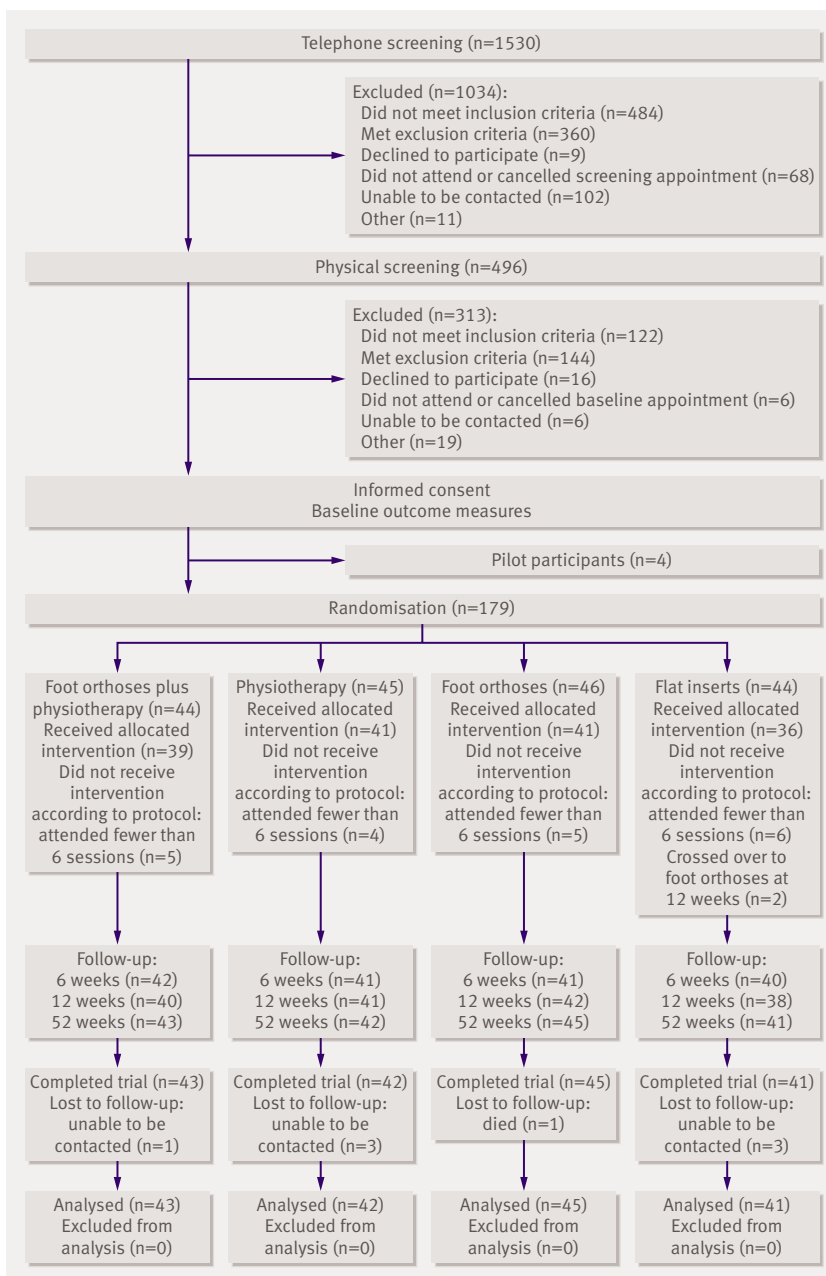 Telephone screening (n=1530)
Excluded (n=1034):
Did not meet inclusion criteria (n=484)
Met exclusion criteria (n=360)
Declined to participate (n=9)
Did not attend or cancelled screening appointment (n=68)
Unable to be contacted (n=102)
Other (n=11)
Physical screening (n=496)
Excluded (n=313):
Did not meet inclusion criteria (n=122)
Met exclusion criteria (n=144)
Declined to participate (n=16)
Did not attend or cancelled baseline appointment (n=6)
Unable to be contacted (n=6)
Other (n=19)
Informed consent
Baseline outcome measures
Pilot participants (n=4)
Randomisation (n=179)
Foot orthoses plus
physiotherapy (n=44)
Received allocated
intervention (n=39)
Did not receive
intervention
according to protocol:
attended fewer than
6 sessions (n=5)
Physiotherapy (n=45)
Received allocated
intervention (n=41)
Did not receive
intervention
according to protocol:
attended fewer than
6 sessions (n=4)
Foot orthoses (n=46)
Received allocated
intervention (n=41)
Did not receive
intervention
according to protocol:
attended fewer than
6 sessions (n=5)
Flat inserts (n=44)
Received allocated
intervention (n=36)
Did not receive
intervention
according to protocol:
attended fewer than
6 sessions (n=6)
Crossed over to
foot orthoses at
12 weeks (n=2)
Follow-up:
6 weeks (n=42)
12 weeks (n=40)
52 weeks (n=43)
Follow-up:
6 weeks (n=41)
12 weeks (n=41)
52 weeks (n=42)
Follow-up:
6 weeks (n=41)
12 weeks (n=42)
52 weeks (n=45)
Follow-up:
6 weeks (n=40)
12 weeks (n=38)
52 weeks (n=41)
Completed trial (n=43)
Lost to follow-up:
unable to be
contacted (n=1)
Completed trial (n=42)
Lost to follow-up:
unable to be
contacted (n=3)
Completed trial (n=45)
Lost to follow-up:
died (n=1)
Completed trial (n=41)
Lost to follow-up:
unable to be
contacted (n=3)
Analysed (n=43)
Excluded from
analysis (n=0)
Analysed (n=42)
Excluded from
analysis (n=0)
Analysed (n=45)
Excluded from
analysis (n=0)
Analysed (n=41)
Excluded from
analysis (n=0)